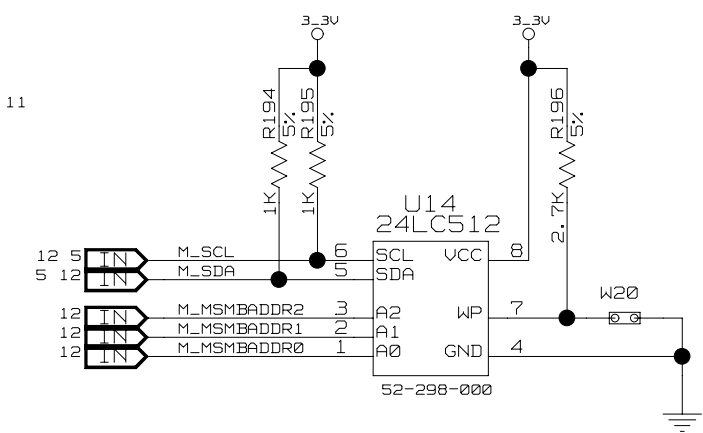 3_3V
3_3V
11
R194
5%
1K
R195
5%
1K
R196
5%
2.7K
U14
24LC512
12 5 IN M_SCL 6 SCL VCC 8
5 12 IN M_SDA 5 SDA
W20
12 IN M_MSMBADDR2 3 A2 WP 7
12 IN M_MSMBADDR1 2 A1
12 IN M_MSMBADDR0 1 A0 GND 4
52-298-000